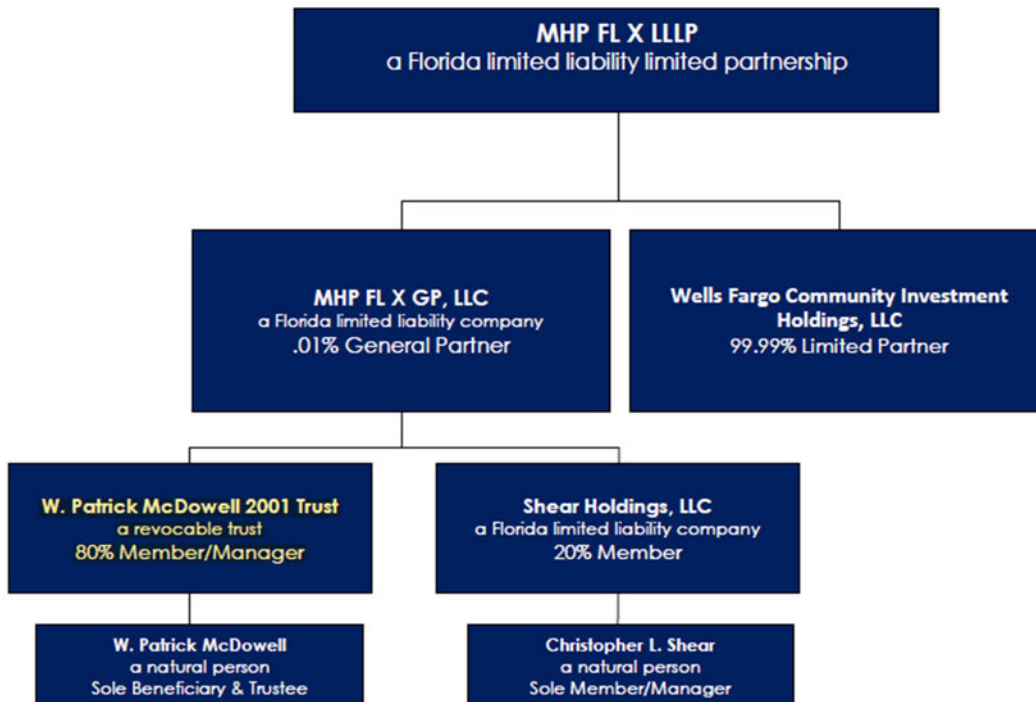 MHP FL X LLLP
a Florida limited liability limited partnership
MHP FL X GP, LLC
a Florida limited liability company
.01% General Partner
Wells Fargo Community Investment
Holdings, LLC
99.99% Limited Partner
W. Patrick McDowell 2001 Trust
a revocable trust
80% Member/Manager
Shear Holdings, LLC
a Florida limited liability company
20% Member
W. Patrick McDowell
a natural person
Sole Beneficiary & Trustee
Christopher L. Shear
a natural person
Sole Member/Manager